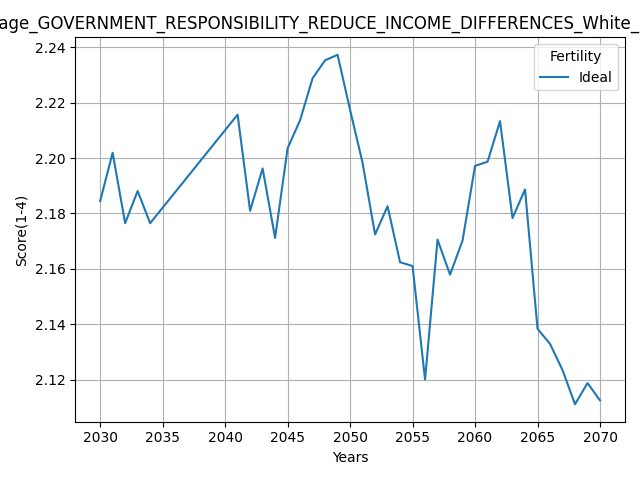 age_GOVERNMENT_RESPONSIBILITY_REDUCE_INCOME_DIFFERENCES_White_
Fertility
Ideal
Score(1-4)
2.24
2.22
2.20
2.18
2.16
2.14
2.12
2030 2035 2040 2045 2050 2055 2060 2065 2070
Years